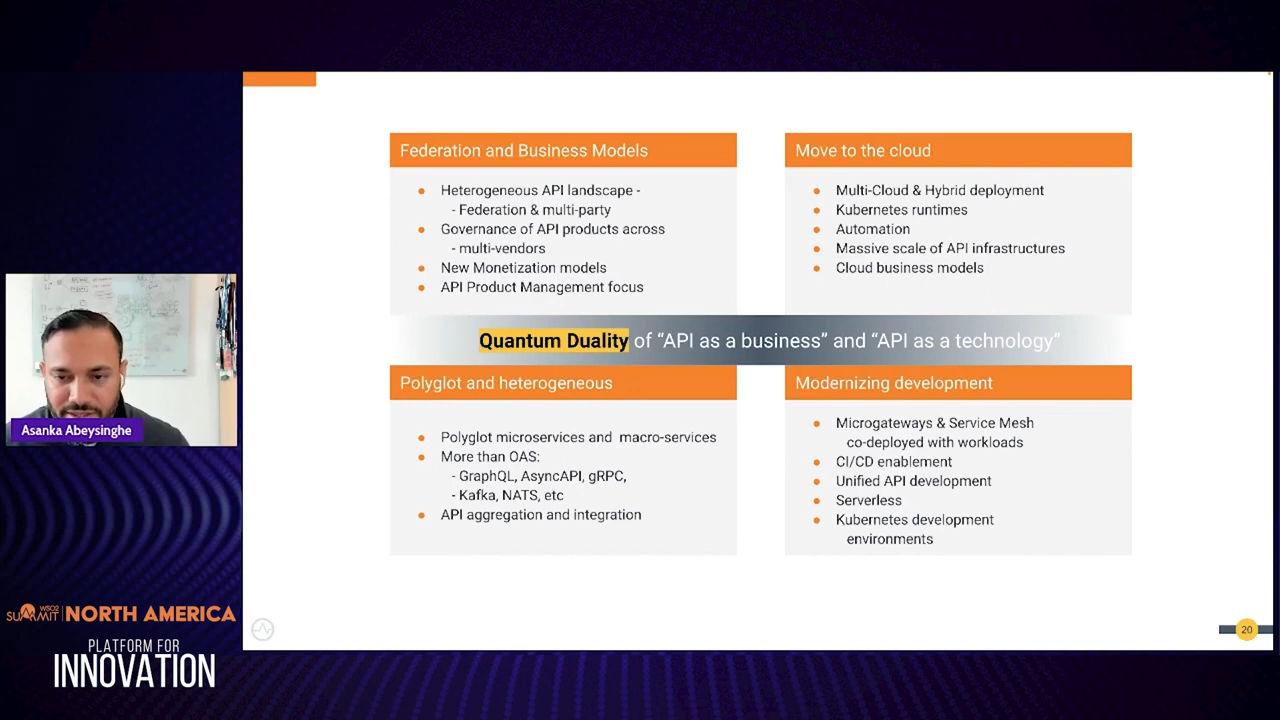 Federation and Business Models
Heterogeneous API landscape -
- Federation & multi-party
Governance of API products across
- multi-vendors
New Monetization models
API Product Management focus
Move to the cloud
Multi-Cloud & Hybrid deployment
Kubernetes runtimes
Automation
Massive scale of API infrastructures
Cloud business models
Quantum Duality of “API as a business” and “API as a technology”
Polyglot and heterogeneous
Polyglot microservices and macro-services
More than OAS:
- GraphQL, AsyncAPI, gRPC,
- Kafka, NATS, etc
API aggregation and integration
Modernizing development
Microgateways & Service Mesh
co-deployed with workloads
CI/CD enablement
Unified API development
Serverless
Kubernetes development
environments
Asanka Abeysinghe
WSO2
SUMMIT NORTH AMERICA
PLATFORM FOR
INNOVATION
20